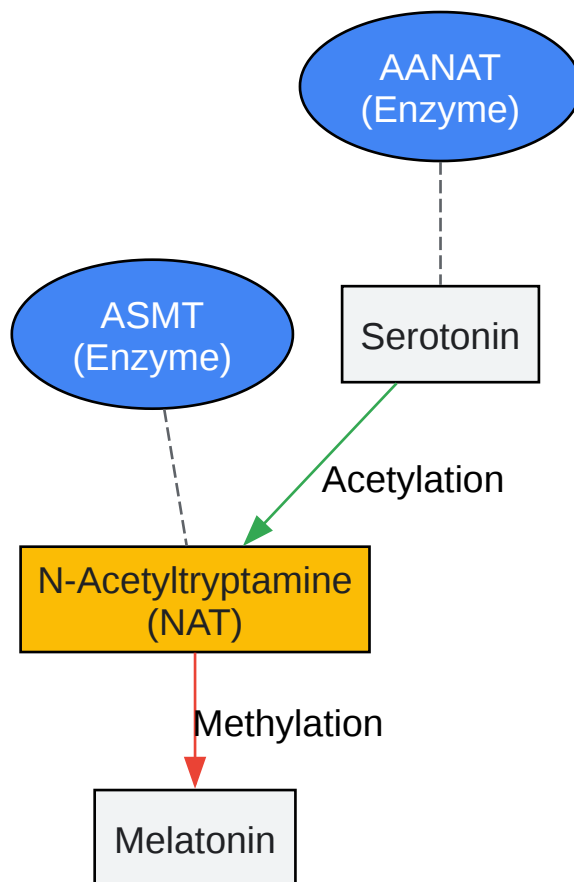 AANAT
(Enzyme)
ASMT
(Enzyme)
Serotonin
Acetylation
N-Acetyltryptamine
(NAT)
Methylation
Melatonin